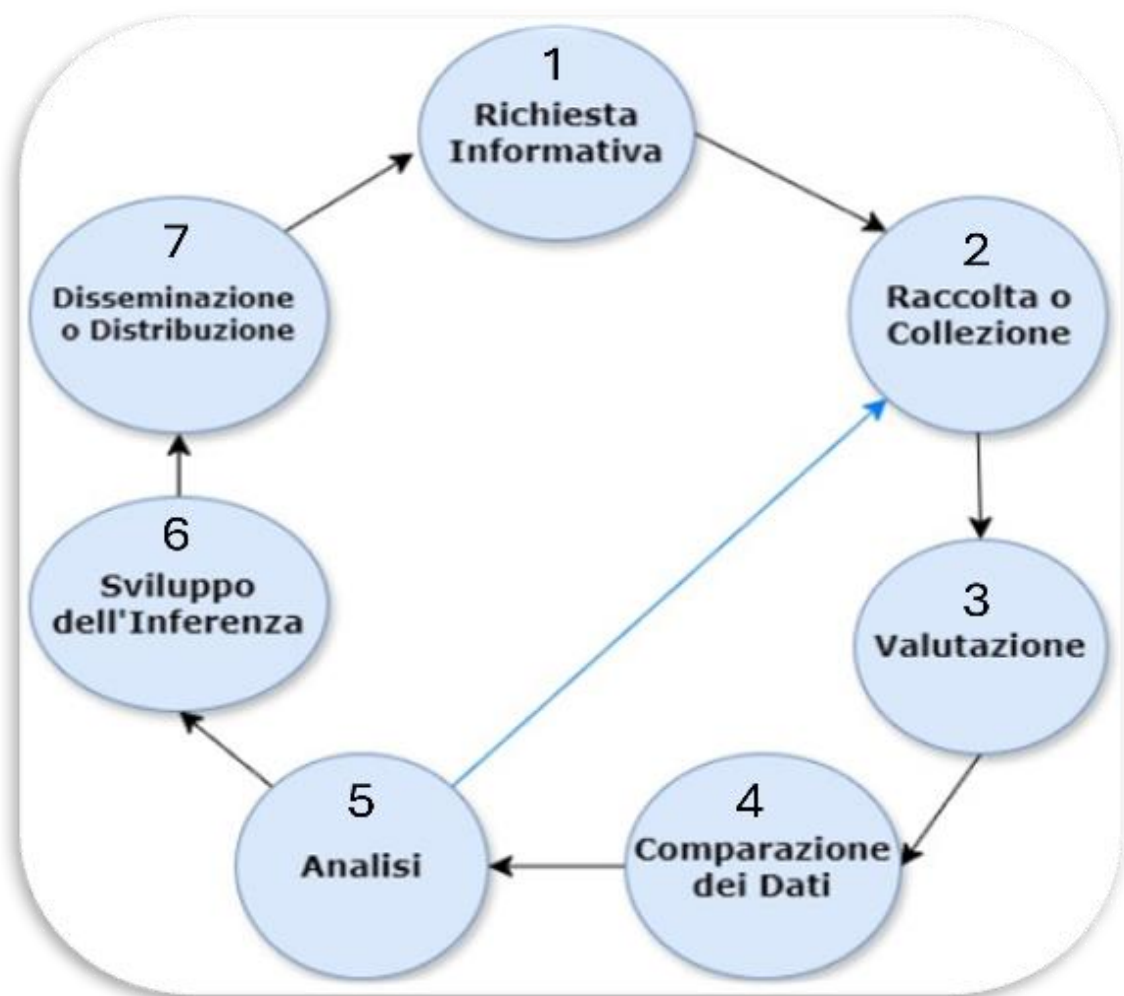 1
Richiesta
Informativa
2
Raccolta o
Collezione
3
Valutazione
4
Comparazione
dei Dati
5
Analisi
6
Sviluppo
dell'Inferenza
7
Disseminazione
o Distribuzione